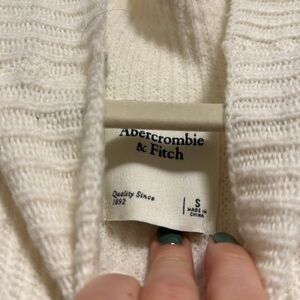 Abercrombie
& Fitch
Quality Since
1892
S
MADE IN
CHINA